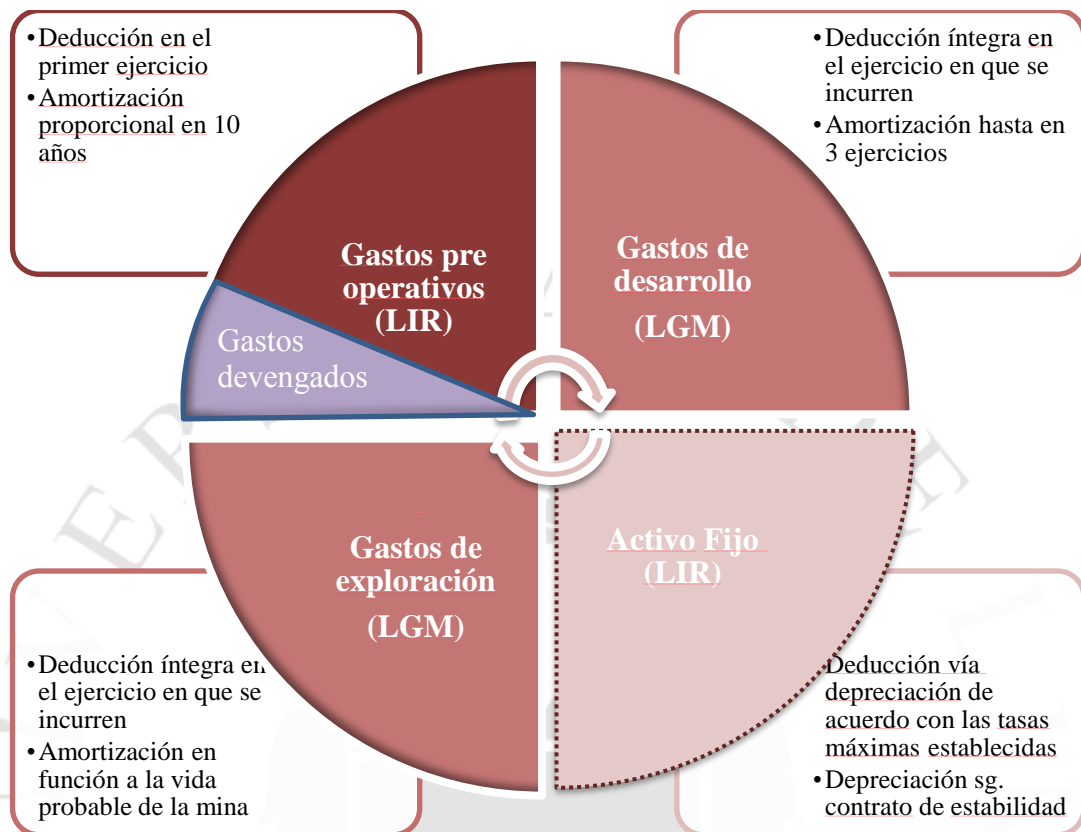 •Deducción en el
primer ejercicio
•Amortización
proporcional en 10
años
•Deducción íntegra en
el ejercicio en que se
incurren
•Amortización hasta en
3 ejercicios
Gastos pre
operativos
(LIR)
Gastos de
desarrollo
(LGM)
Gastos
devengados
Gastos de
exploración
(LGM)
Activo Fijo
(LIR)
•Deducción íntegra en
el ejercicio en que se
incurren
•Amortización en
función a la vida
probable de la mina
Deducción vía
depreciación de
acuerdo con las tasas
máximas establecidas
•Depreciación sg.
contrato de estabilidad